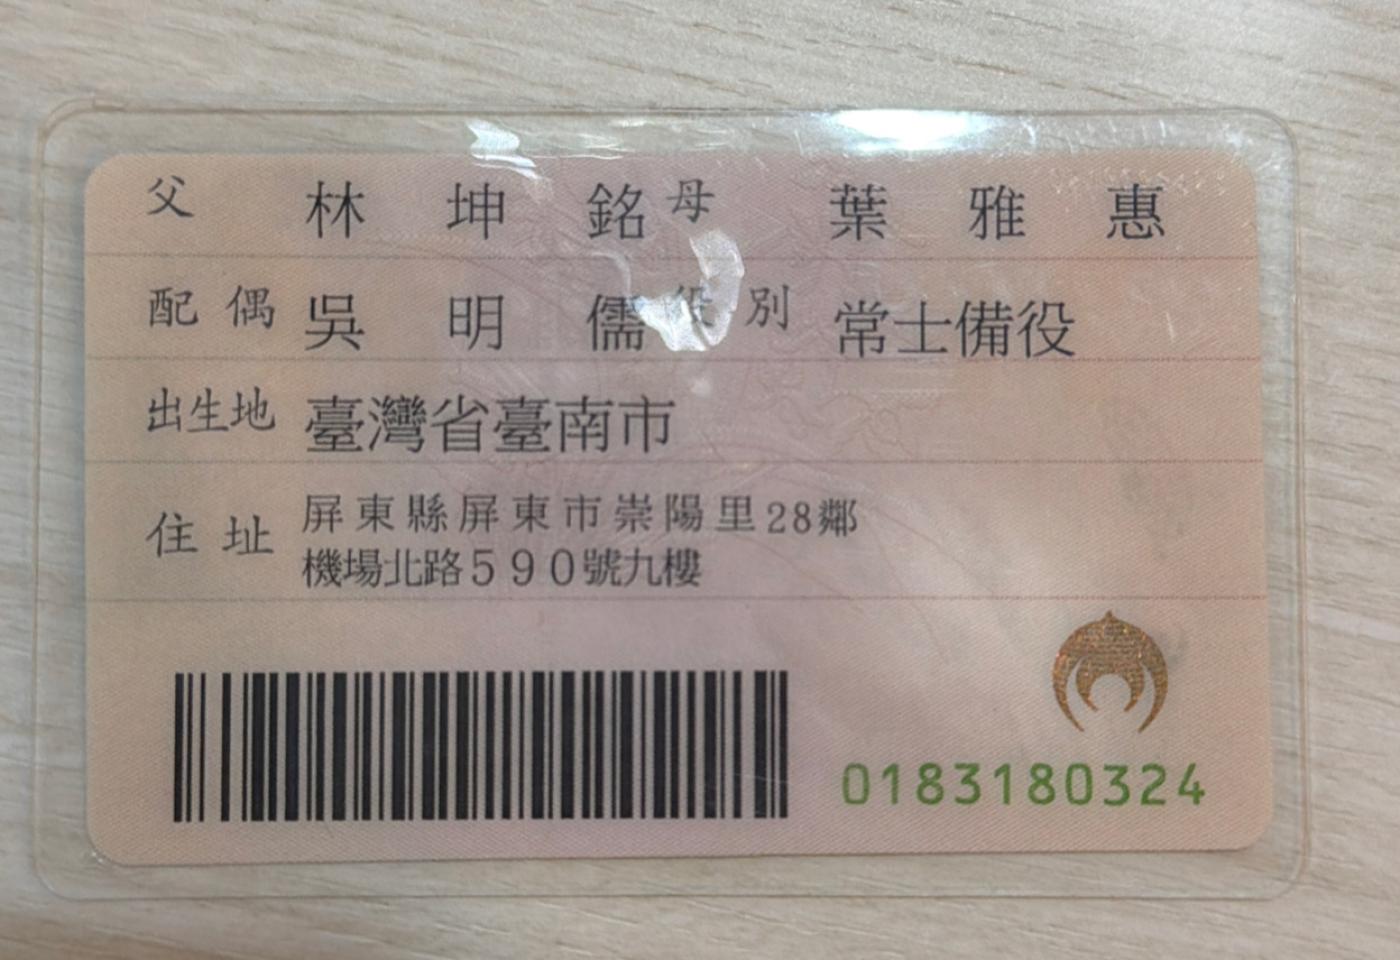 父 林坤銘 母 葉雅惠
配偶 吳明儒 役別 常士備役
出生地 臺灣省臺南市
住址 屏東縣屏東市崇陽里28鄰
機場北路590號九樓
0183180324